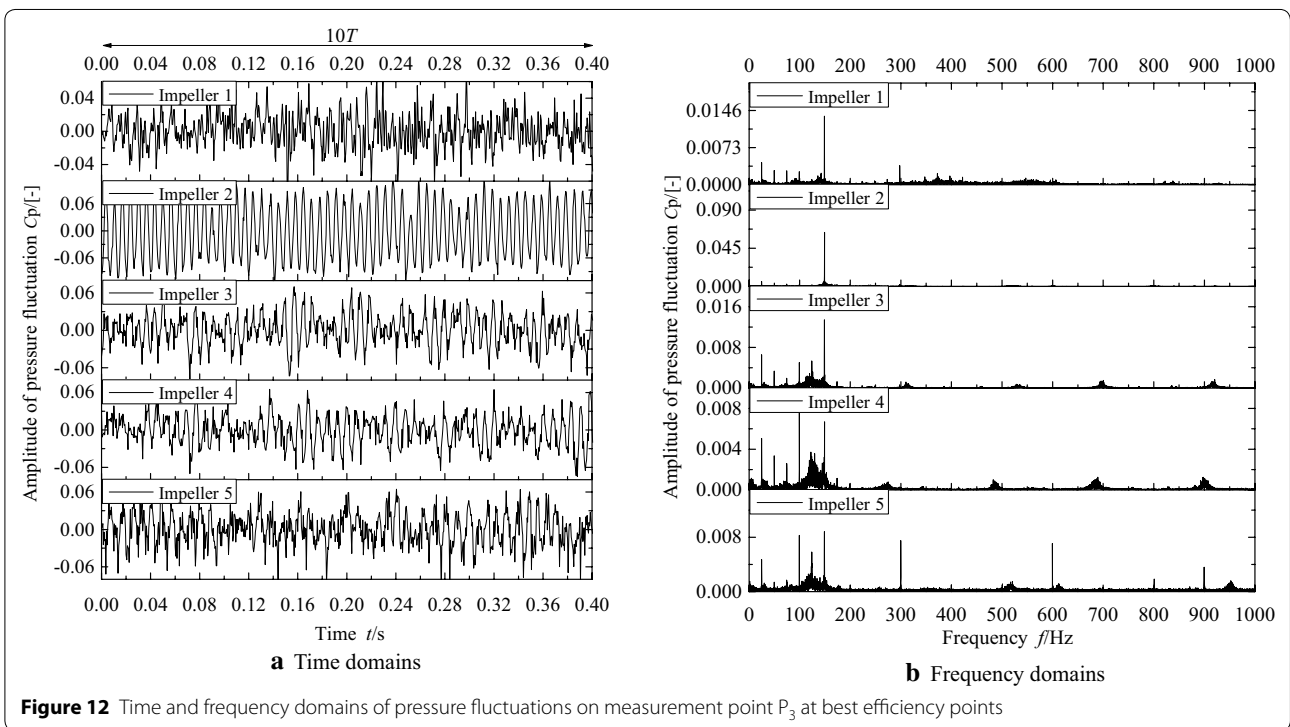 10T
0.00 0.04 0.08 0.12 0.16 0.20 0.24 0.28 0.32 0.36 0.40
Amplitude of pressure fluctuation Cp/[-]
Impeller 1
0.04
0.00
-0.04
Impeller 2
0.06
0.00
-0.06
Impeller 3
0.06
0.00
-0.06
Impeller 4
0.06
0.00
-0.06
Impeller 5
0.06
0.00
-0.06
0.00 0.04 0.08 0.12 0.16 0.20 0.24 0.28 0.32 0.36 0.40
Time t/s
a Time domains
0 100 200 300 400 500 600 700 800 900 1000
Amplitude of pressure fluctuation Cp/[-]
Impeller 1
0.0146
0.0073
0.0000
Impeller 2
0.090
0.045
0.000
Impeller 3
0.016
0.008
0.000
Impeller 4
0.008
0.004
0.000
Impeller 5
0.008
0.000
0 100 200 300 400 500 600 700 800 900 1000
Frequency f/Hz
b Frequency domains
Figure 12 Time and frequency domains of pressure fluctuations on measurement point P3 at best efficiency points